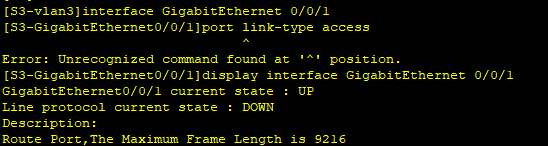 [S3-vlan3]interface GigabitEthernet 0/0/1
[S3-GigabitEthernet0/0/1]port link-type access
^
Error: Unrecognized command found at '^' position.
[S3-GigabitEthernet0/0/1]display interface GigabitEthernet 0/0/1
GigabitEthernet0/0/1 current state : UP
Line protocol current state : DOWN
Description:
Route Port,The Maximum Frame Length is 9216